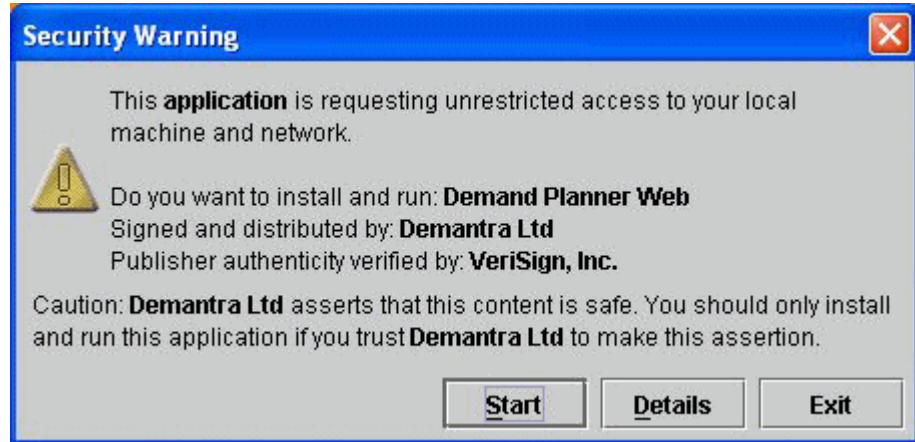 Security Warning
This application is requesting unrestricted access to your local
machine and network.
Do you want to install and run: Demand Planner Web
Signed and distributed by: Demantra Ltd
Publisher authenticity verified by: VeriSign, Inc.
Caution: Demantra Ltd asserts that this content is safe. You should only install
and run this application if you trust Demantra Ltd to make this assertion.
Start Details Exit